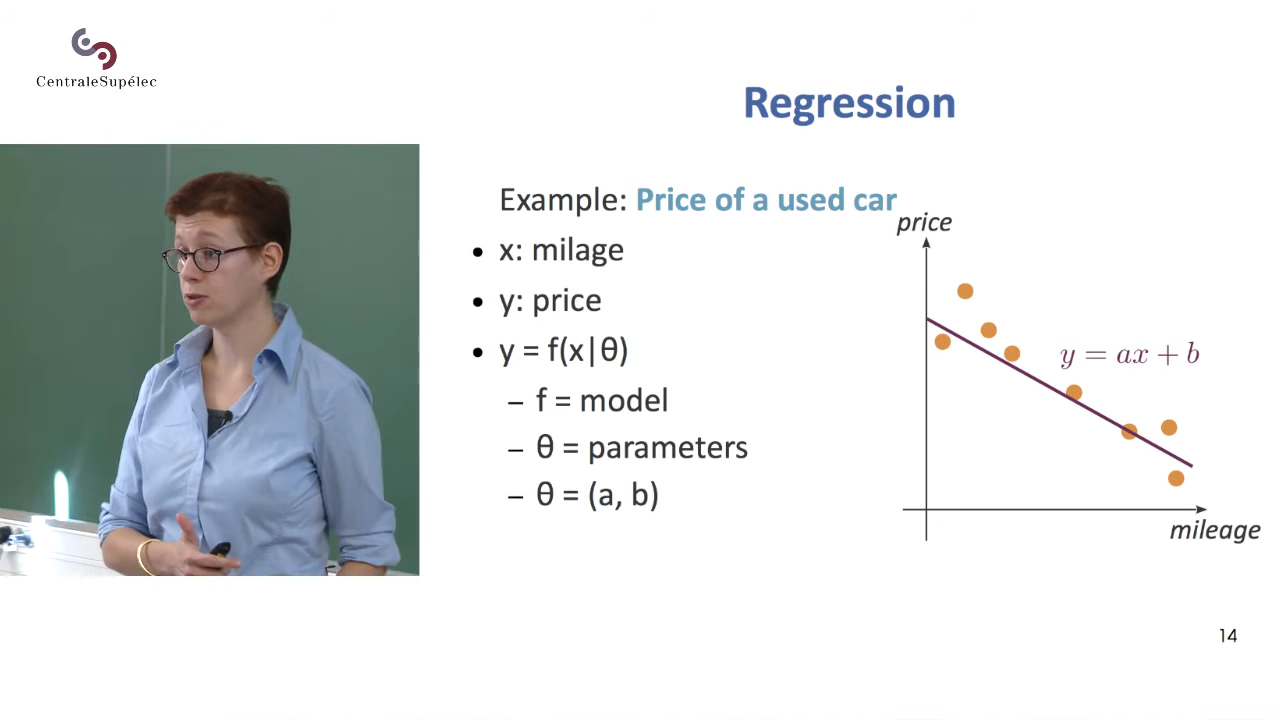 CentraleSupélec
Regression
Example: Price of a used car
• x: milage
• y: price
• y = f(x|θ)
– f = model
– θ = parameters
– θ = (a, b)
price
y = ax + b
mileage
14